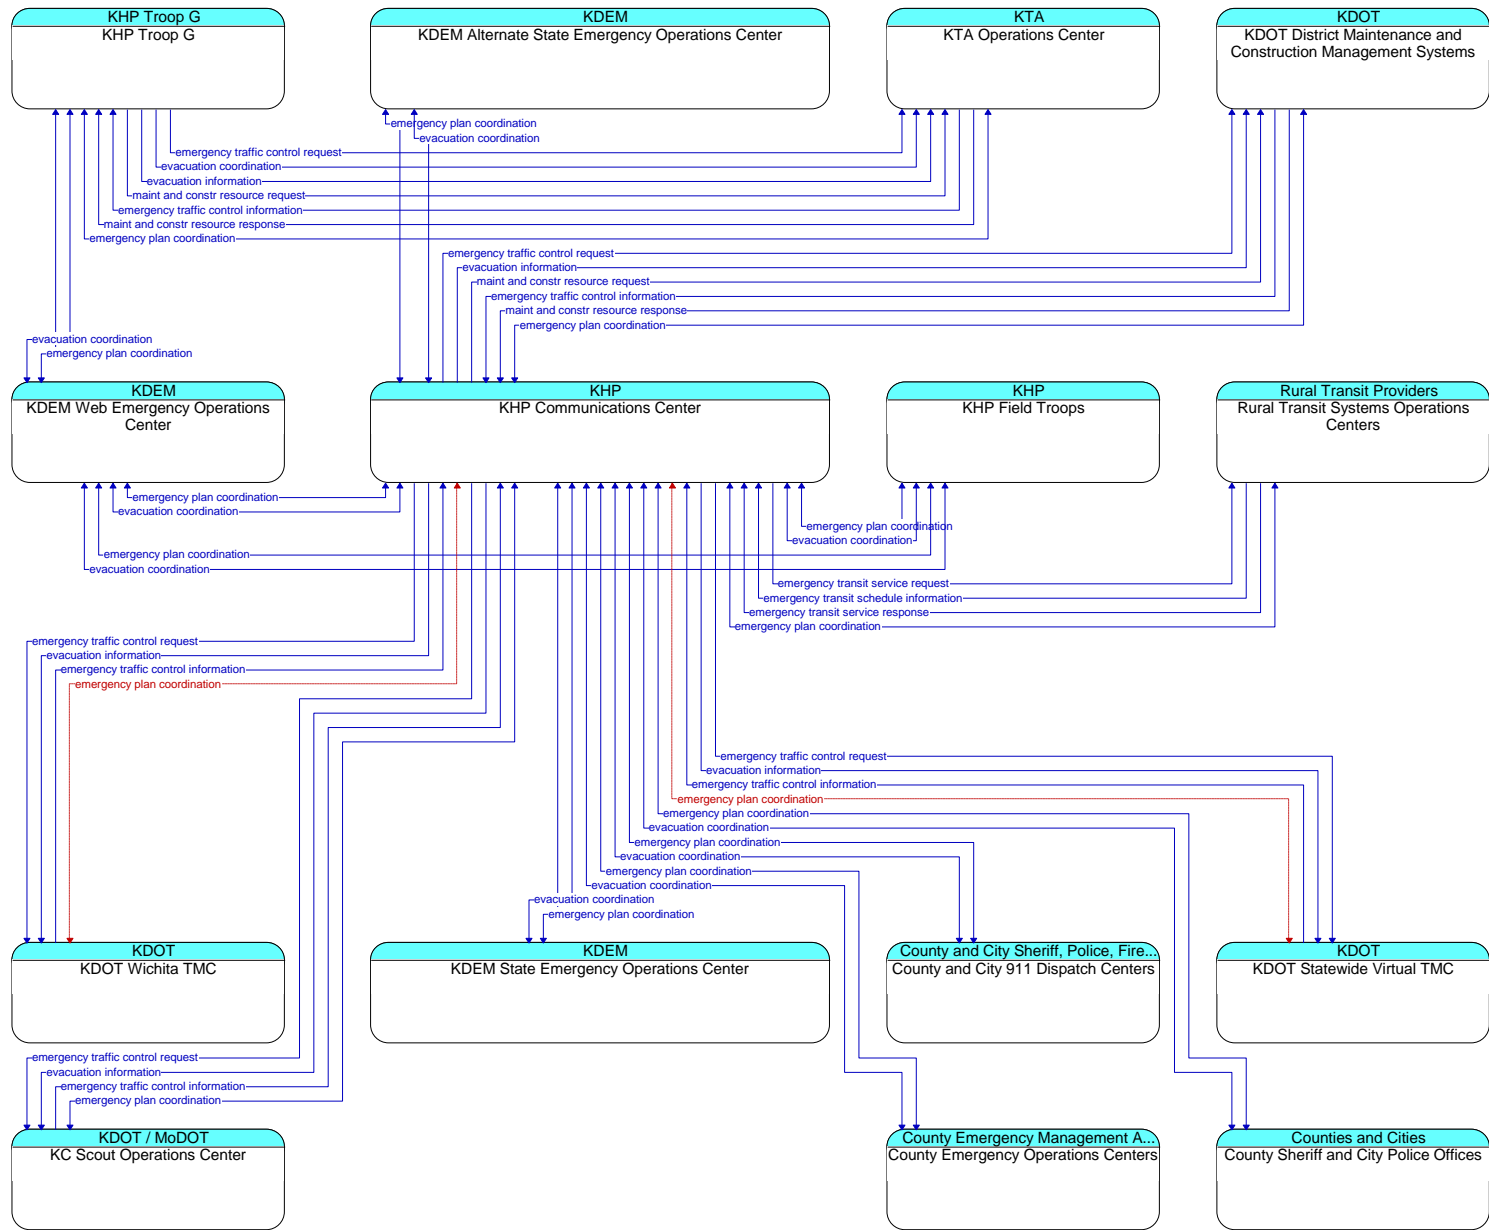 KHP Troop G
KHP Troop G
KDEM
KDEM Alternate State Emergency Operations Center
KTA
KTA Operations Center
KDOT
KDOT District Maintenance and
Construction Management Systems
emergency plan coordination
evacuation coordination
emergency traffic control request
evacuation coordination
evacuation information
maint and constr resource request
emergency traffic control information
maint and constr resource response
emergency plan coordination
emergency traffic control request
evacuation information
maint and constr resource request
emergency traffic control information
maint and constr resource response
emergency plan coordination
evacuation coordination
emergency plan coordination
KDEM
KDEM Web Emergency Operations
Center
KHP
KHP Communications Center
KHP
KHP Field Troops
Rural Transit Providers
Rural Transit Systems Operations
Centers
emergency plan coordination
evacuation coordination
emergency plan coordination
evacuation coordination
emergency plan coordination
evacuation coordination
emergency transit service request
emergency transit schedule information
emergency transit service response
emergency plan coordination
emergency traffic control request
evacuation information
emergency traffic control information
emergency plan coordination
emergency traffic control request
evacuation information
emergency traffic control information
emergency plan coordination
emergency plan coordination
evacuation coordination
emergency plan coordination
evacuation coordination
emergency plan coordination
evacuation coordination
evacuation coordination
emergency plan coordination
KDOT
KDOT Wichita TMC
KDEM
KDEM State Emergency Operations Center
County and City Sheriff, Police, Fire...
County and City 911 Dispatch Centers
KDOT
KDOT Statewide Virtual TMC
emergency traffic control request
evacuation information
emergency traffic control information
emergency plan coordination
KDOT / MoDOT
KC Scout Operations Center
County Emergency Management A...
County Emergency Operations Centers
Counties and Cities
County Sheriff and City Police Offices